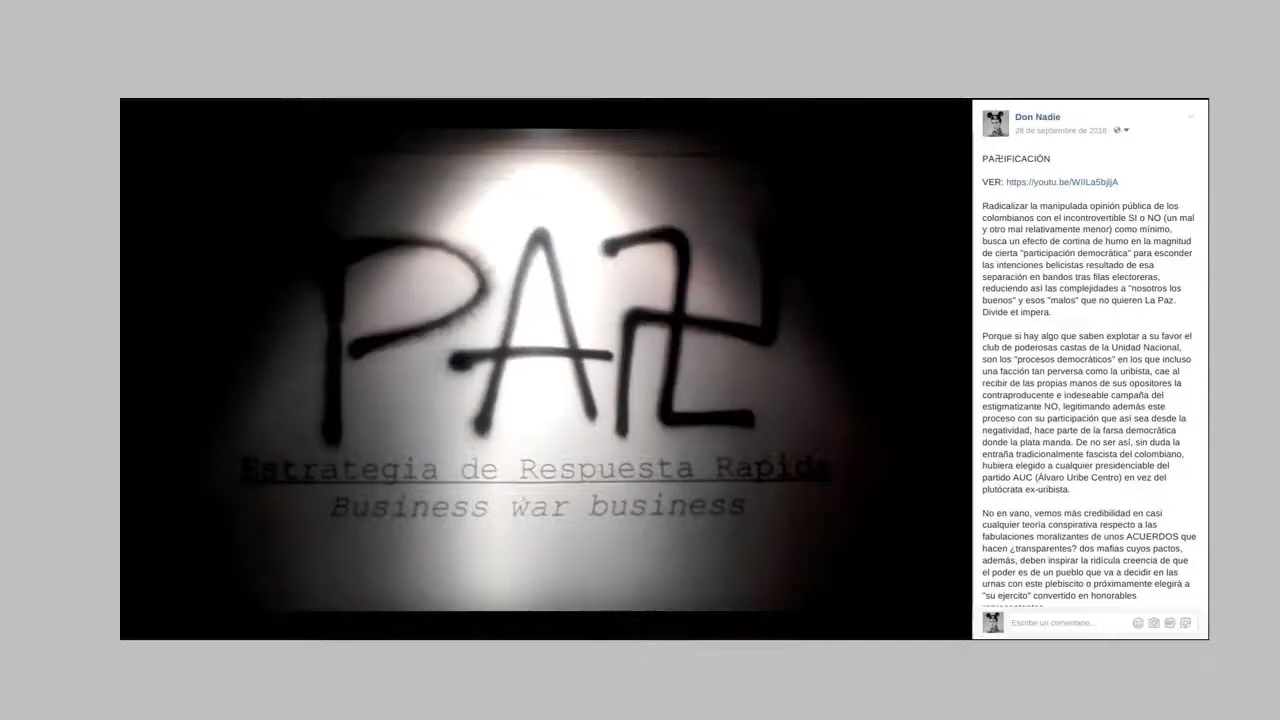 PA卍
Estrategia de Respuesta Rapida
Business war business
Don Nadie
28 de septiembre de 2016
PA卍IFICACIÓN
VER: https://youtu.be/WIILa5bjljA
Radicalizar la manipulada opinión pública de los
colombianos con el incontrovertible SI o NO (un mal
y otro mal relativamente menor) como mínimo,
busca un efecto de cortina de humo en la magnitud
de cierta "participación democrática" para esconder
las intenciones belicistas resultado de esa
separación en bandos tras filas electoreras,
reduciendo así las complejidades a "nosotros los
buenos" y esos "malos" que no quieren La Paz.
Divide et impera.
Porque si hay algo que saben explotar a su favor el
club de poderosas castas de la Unidad Nacional,
son los "procesos democráticos" en los que incluso
una facción tan perversa como la uribista, cae al
recibir de las propias manos de sus opositores la
contraproducente e indeseable campaña del
estigmatizante NO, legitimando además este
proceso con su participación que así sea desde la
negatividad, hace parte de la farsa democrática
donde la plata manda. De no ser así, sin duda la
entraña tradicionalmente fascista del colombiano,
hubiera elegido a cualquier presidenciable del
partido AUC (Álvaro Uribe Centro) en vez del
plutócrata ex-uribista.
No en vano, vemos más credibilidad en casi
cualquier teoría conspirativa respecto a las
fabulaciones moralizantes de unos ACUERDOS que
hacen ¿transparentes? dos mafias cuyos pactos,
además, deben inspirar la ridícula creencia de que
el poder es de un pueblo que va a decidir en las
urnas con este plebiscito o próximamente elegirá a
"su ejercito" convertido en honorables
Escribe un comentario...